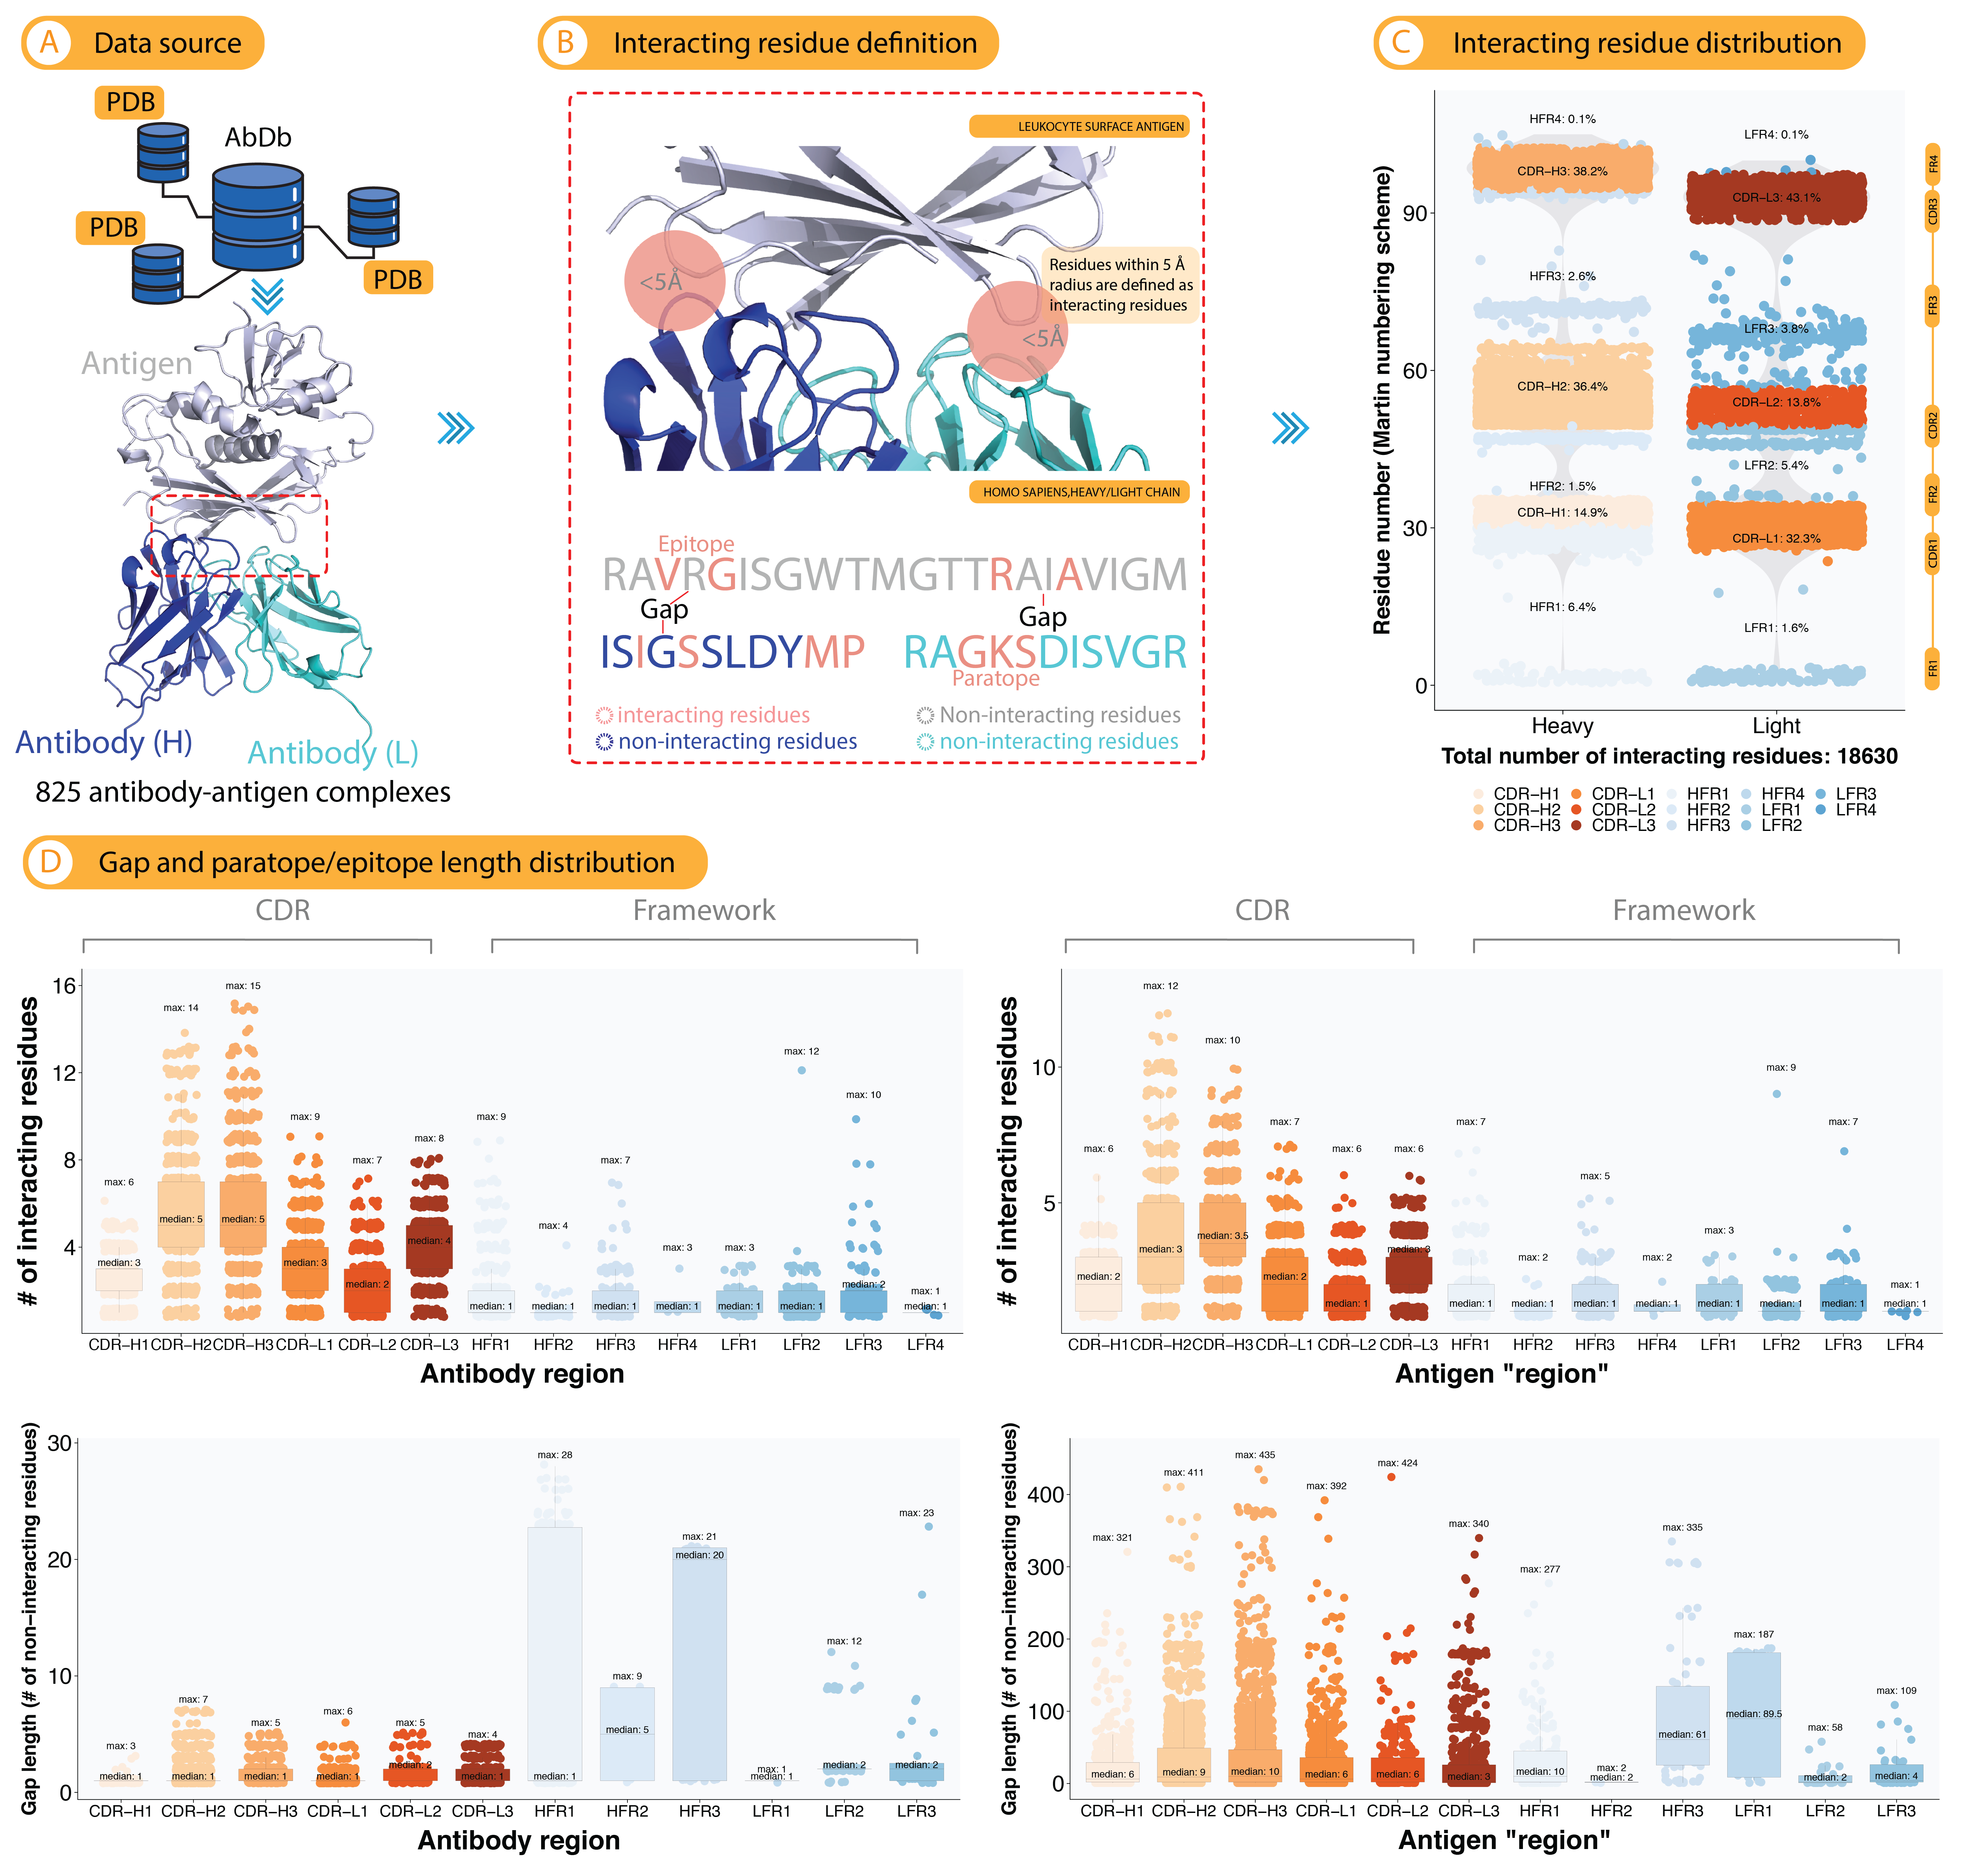 A Data source
PDB
AbDb
PDB
PDB
Antigen
Antibody (H)
Antibody (L)
825 antibody-antigen complexes
B Interacting residue definition
LEUKOCYTE SURFACE ANTIGEN
<5Å
Residues within 5 Å
radius are defined as
interacting residues
<5Å
HOMO SAPIENS,HEAVY/LIGHT CHAIN
Epitope
RAVRGISGWTMGTTRAIAVIGM
Gap
Gap
ISIGSSLDYMP RAGKSDISVGR
Paratope
interacting residues
Non-interacting residues
non-interacting residues
non-interacting residues
C Interacting residue distribution
Residue number (Martin numbering scheme)
90
60
30
0
HFR4: 0.1%
CDR-H3: 38.2%
HFR3: 2.6%
CDR-H2: 36.4%
HFR2: 1.5%
CDR-H1: 14.9%
HFR1: 6.4%
LFR4: 0.1%
CDR-L3: 43.1%
LFR3: 3.8%
CDR-L2: 13.8%
LFR2: 5.4%
CDR-L1: 32.3%
LFR1: 1.6%
FR4
CDR3
FR3
CDR2
FR2
CDR1
FR1
Heavy Light
Total number of interacting residues: 18630
CDR-H1 CDR-L1 HFR1 HFR4 LFR3
CDR-H2 CDR-L2 HFR2 LFR1 LFR4
CDR-H3 CDR-L3 HFR3 LFR2
D Gap and paratope/epitope length distribution
CDR Framework
# of interacting residues
16
12
8
4
max: 6
median: 3
max: 14
median: 5
max: 15
median: 5
max: 9
median: 3
max: 7
median: 2
max: 8
median: 4
max: 9
median: 1
max: 4
median: 1
max: 7
median: 1
max: 3
median: 1
max: 3
median: 1
max: 12
median: 1
max: 10
median: 2
max: 1
median: 1
CDR-H1 CDR-H2 CDR-H3 CDR-L1 CDR-L2 CDR-L3 HFR1 HFR2 HFR3 HFR4 LFR1 LFR2 LFR3 LFR4
Antibody region
CDR Framework
# of interacting residues
10
5
max: 6
median: 2
max: 12
median: 3
max: 10
median: 3.5
max: 7
median: 2
max: 6
median: 1
max: 6
median: 3
max: 7
median: 1
max: 2
median: 1
max: 5
median: 1
max: 2
median: 1
max: 3
median: 1
max: 9
median: 1
max: 7
median: 1
max: 1
median: 1
CDR-H1 CDR-H2 CDR-H3 CDR-L1 CDR-L2 CDR-L3 HFR1 HFR2 HFR3 HFR4 LFR1 LFR2 LFR3 LFR4
Antigen "region"
Gap length (# of non-interacting residues)
30
20
10
0
max: 3
median: 1
max: 7
median: 1
max: 5
median: 1
max: 6
median: 1
max: 5
median: 2
max: 4
median: 1
max: 28
median: 1
max: 9
median: 5
max: 21
median: 20
max: 1
median: 1
max: 12
median: 2
max: 23
median: 2
CDR-H1 CDR-H2 CDR-H3 CDR-L1 CDR-L2 CDR-L3 HFR1 HFR2 HFR3 LFR1 LFR2 LFR3
Antibody region
Gap length (# of non-interacting residues)
400
300
200
100
0
max: 321
median: 6
max: 411
median: 9
max: 435
median: 10
max: 392
median: 6
max: 424
median: 6
max: 340
median: 3
max: 277
median: 10
max: 2
median: 2
max: 335
median: 61
max: 187
median: 89.5
max: 58
median: 2
max: 109
median: 4
CDR-H1 CDR-H2 CDR-H3 CDR-L1 CDR-L2 CDR-L3 HFR1 HFR2 HFR3 LFR1 LFR2 LFR3
Antigen "region"